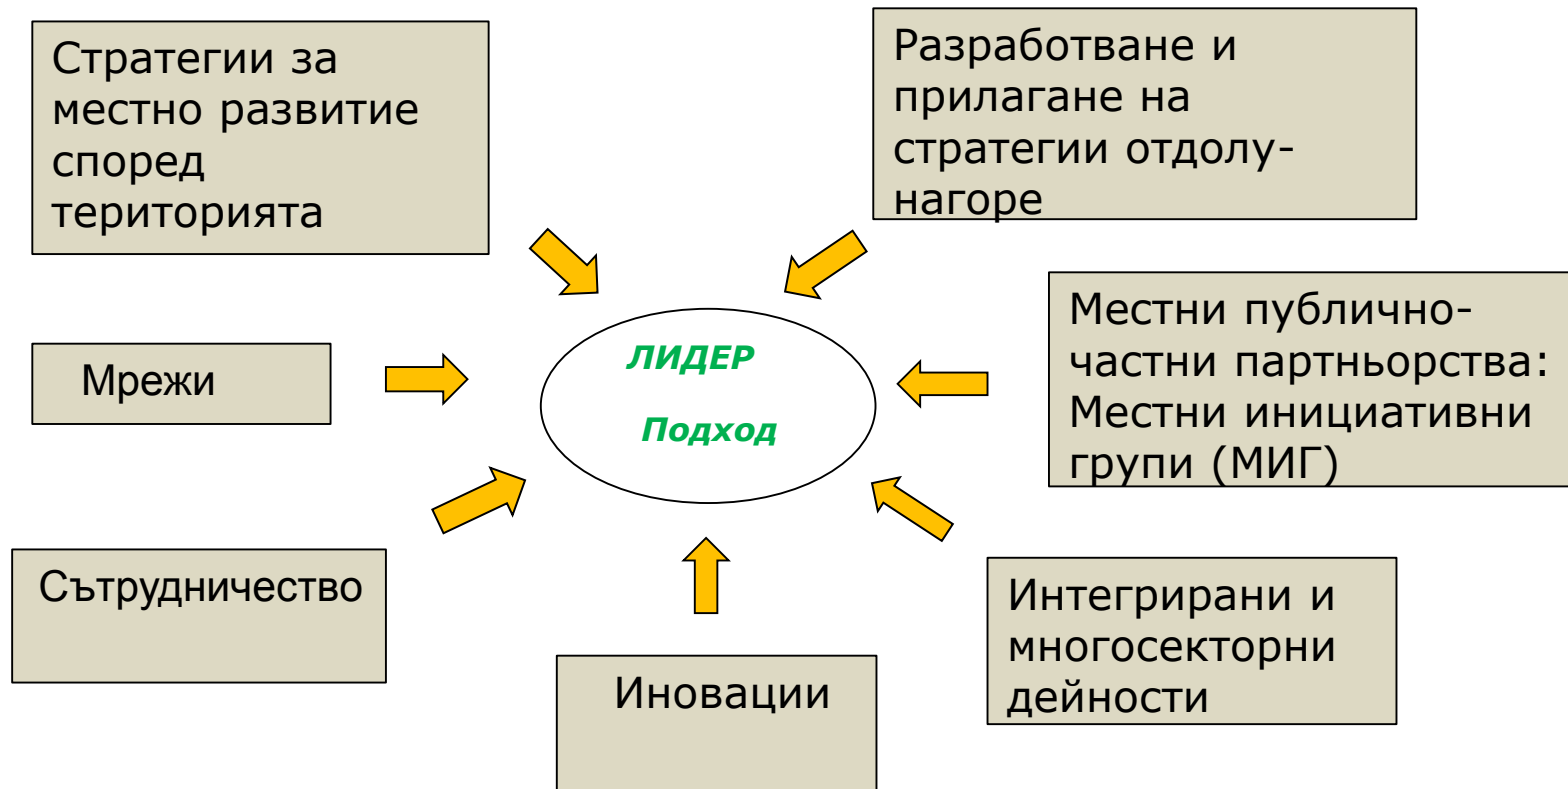 Стратегии за
местно развитие
според
територията
Разработване и
прилагане на
стратегии отдолу-
нагоре
Мрежи
ЛИДЕР
Подход
Местни публично-
частни партньорства:
Местни инициативни
групи (МИГ)
Сътрудничество
Иновации
Интегрирани и
многосекторни
дейности